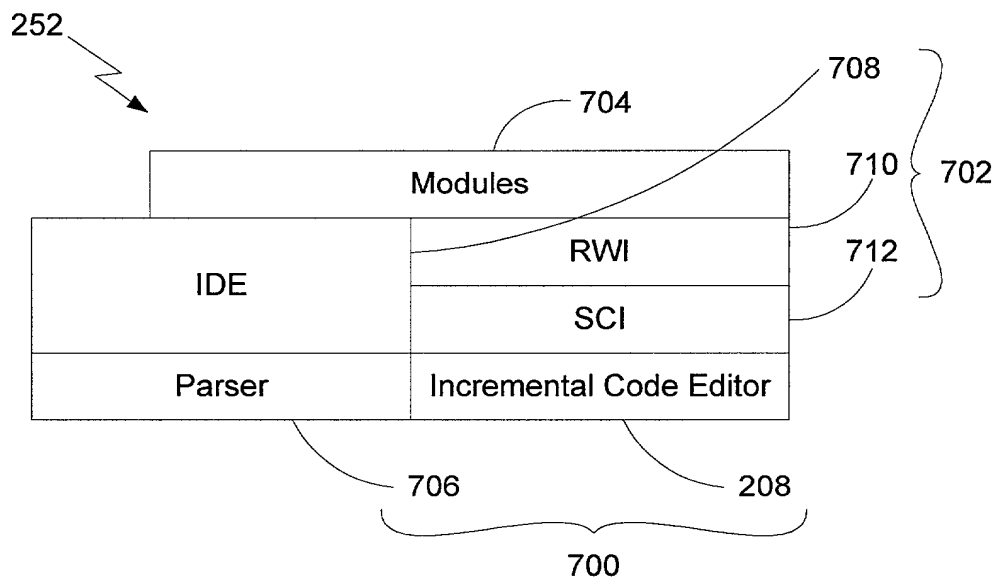 252
708
704
710
702
Modules
712
RWI
IDE
SCI
Parser
Incremental Code Editor
706
208
700